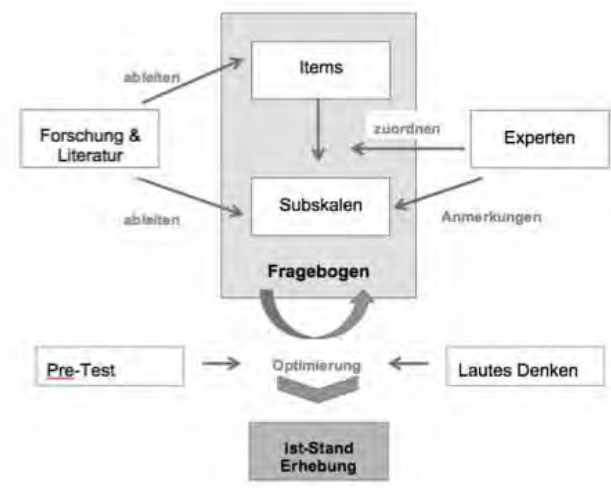 Items
ableiten
Forschung &
Literatur
zuordnen
Experten
Subskalen
ableiten
Anmerkungen
Fragebogen
Pre-Test
Optimierung
Lautes Denken
Ist-Stand
Erhebung